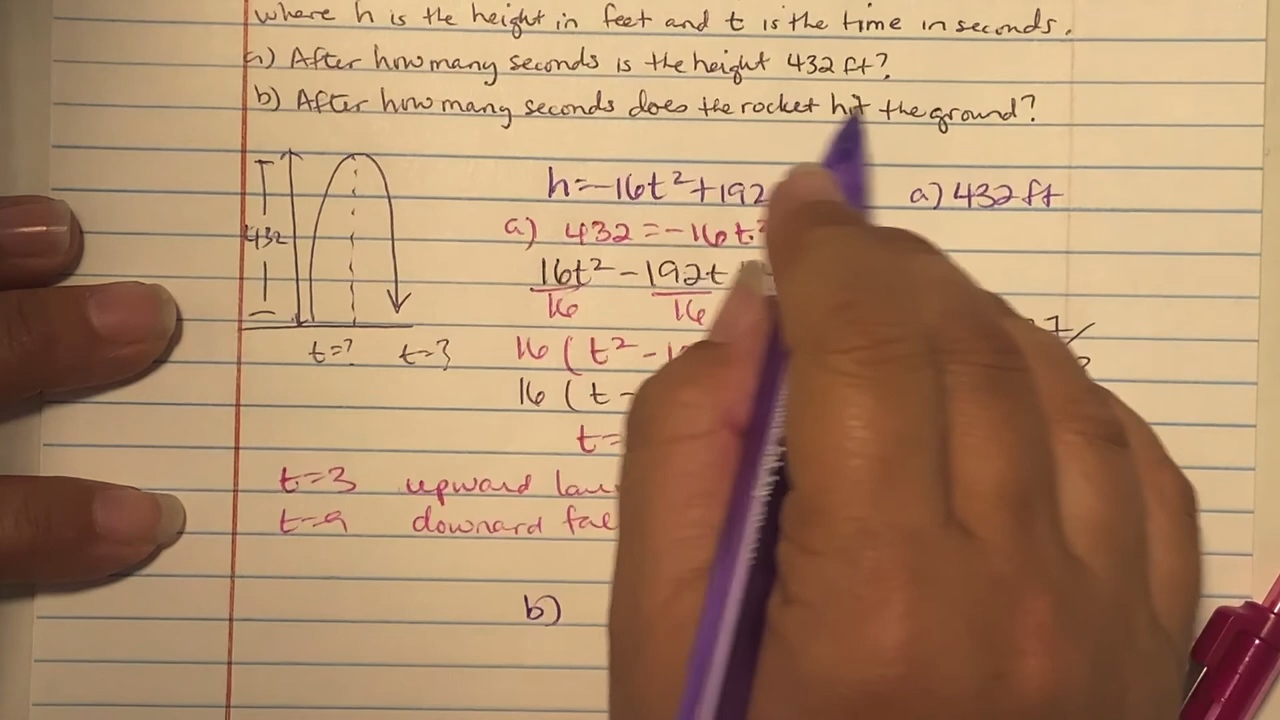 where h is the height in feet and t is the time in seconds.
a) After how many seconds is the height 432 ft?
b) After how many seconds does the rocket hit the ground?
h=-16t²+192
a) 432 ft
432
a) 432 = -16t²
16t² - 192t
16 16
16 (t² - 1
16 (t -
t=? t=3
t=
t=3 upward
t=9 downard
b)